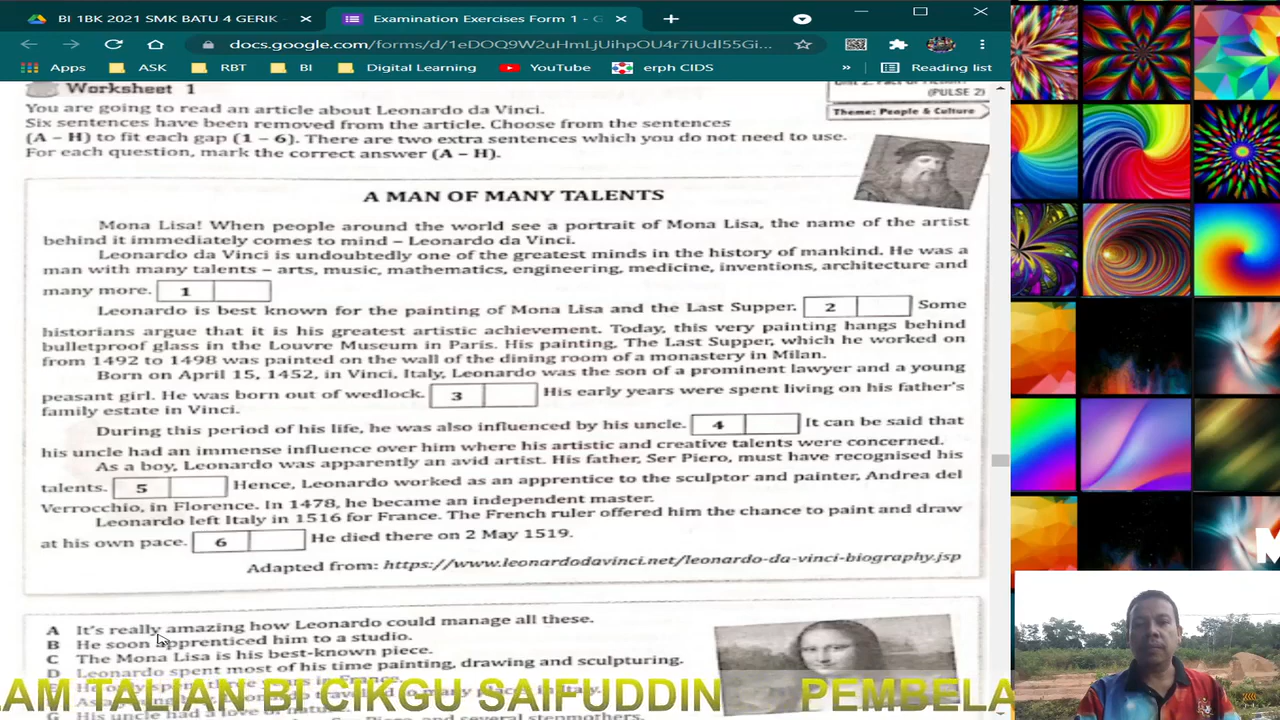 BI 1BK 2021 SMK BATU 4 GERIK -
Examination Exercises Form 1 - G
docs.google.com/forms/d/1eDOQ9W2uHmLjUihpOU4r7iUdI55Gi...
Apps ASK RBT BI Digital Learning YouTube erph CIDS » Reading list
Worksheet 1
(PULSE 2)
Theme: People & Culture
You are going to read an article about Leonardo da Vinci.
Six sentences have been removed from the article. Choose from the sentences
(A – H) to fit each gap (1 – 6). There are two extra sentences which you do not need to use.
For each question, mark the correct answer (A – H).
A MAN OF MANY TALENTS
Mona Lisa! When people around the world see a portrait of Mona Lisa, the name of the artist
behind it immediately comes to mind – Leonardo da Vinci.
Leonardo da Vinci is undoubtedly one of the greatest minds in the history of mankind. He was a
man with many talents – arts, music, mathematics, engineering, medicine, inventions, architecture and
many more. 1
Leonardo is best known for the painting of Mona Lisa and the Last Supper. 2 Some
historians argue that it is his greatest artistic achievement. Today, this very painting hangs behind
bulletproof glass in the Louvre Museum in Paris. His painting, The Last Supper, which he worked on
from 1492 to 1498 was painted on the wall of the dining room of a monastery in Milan.
Born on April 15, 1452, in Vinci, Italy, Leonardo was the son of a prominent lawyer and a young
peasant girl. He was born out of wedlock. 3 His early years were spent living on his father's
family estate in Vinci.
During this period of his life, he was also influenced by his uncle. 4 It can be said that
his uncle had an immense influence over him where his artistic and creative talents were concerned.
As a boy, Leonardo was apparently an avid artist. His father, Ser Piero, must have recognised his
talents. 5 Hence, Leonardo worked as an apprentice to the sculptor and painter, Andrea del
Verrocchio, in Florence. In 1478, he became an independent master.
Leonardo left Italy in 1516 for France. The French ruler offered him the chance to paint and draw
at his own pace. 6 He died there on 2 May 1519.
Adapted from: https://www.leonardodavinci.net/leonardo-da-vinci-biography.jsp
A It's really amazing how Leonardo could manage all these.
B He soon apprenticed him to a studio.
C The Mona Lisa is his best-known piece.
D Leonardo spent most of his time painting, drawing and sculpturing.
G His uncle had a love of
and several stepmothers.
LAM TALIAN BI CIKGU SAIFUDDIN PEMBELA